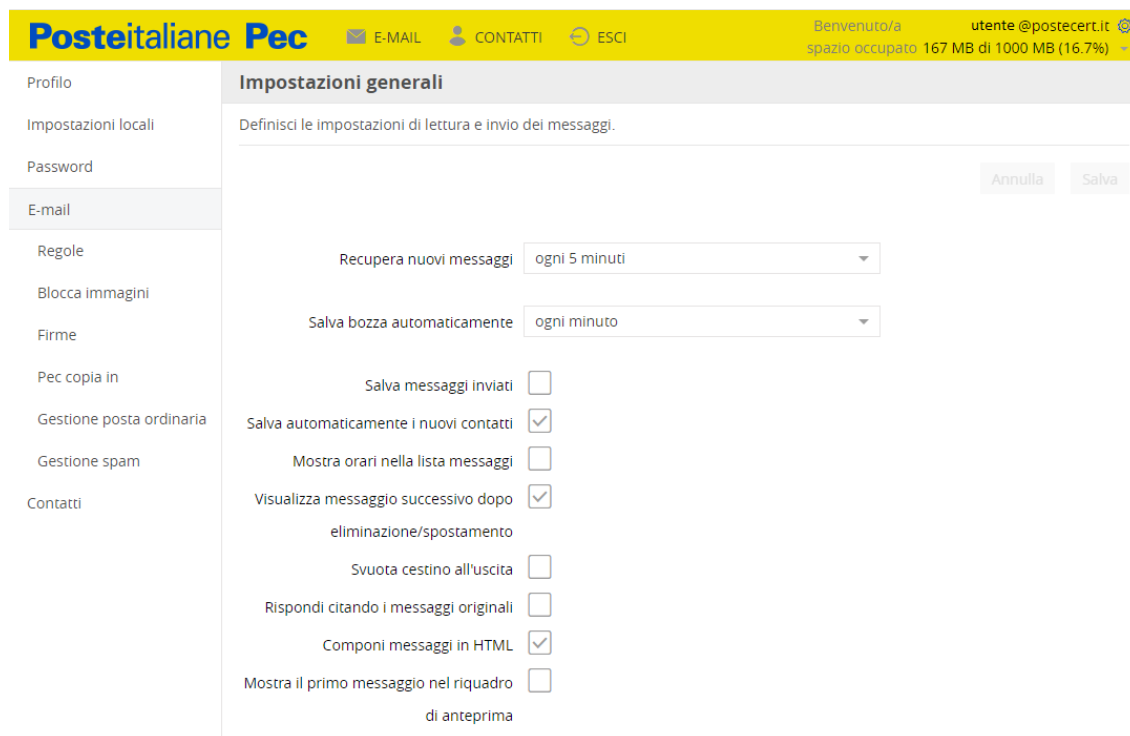 Posteitaliane Pec E-MAIL CONTATTI ESCI
Benvenuto/a utente @postecert.it
spazio occupato 167 MB di 1000 MB (16.7%)
Profilo
Impostazioni locali
Password
E-mail
Regole
Blocca immagini
Firme
Pec copia in
Gestione posta ordinaria
Gestione spam
Contatti
Impostazioni generali
Definisci le impostazioni di lettura e invio dei messaggi.
Annulla Salva
Recupera nuovi messaggi ogni 5 minuti
Salva bozza automaticamente ogni minuto
Salva messaggi inviati
Salva automaticamente i nuovi contatti
Mostra orari nella lista messaggi
Visualizza messaggio successivo dopo
eliminazione/spostamento
Svuota cestino all'uscita
Rispondi citando i messaggi originali
Componi messaggi in HTML
Mostra il primo messaggio nel riquadro
di anteprima